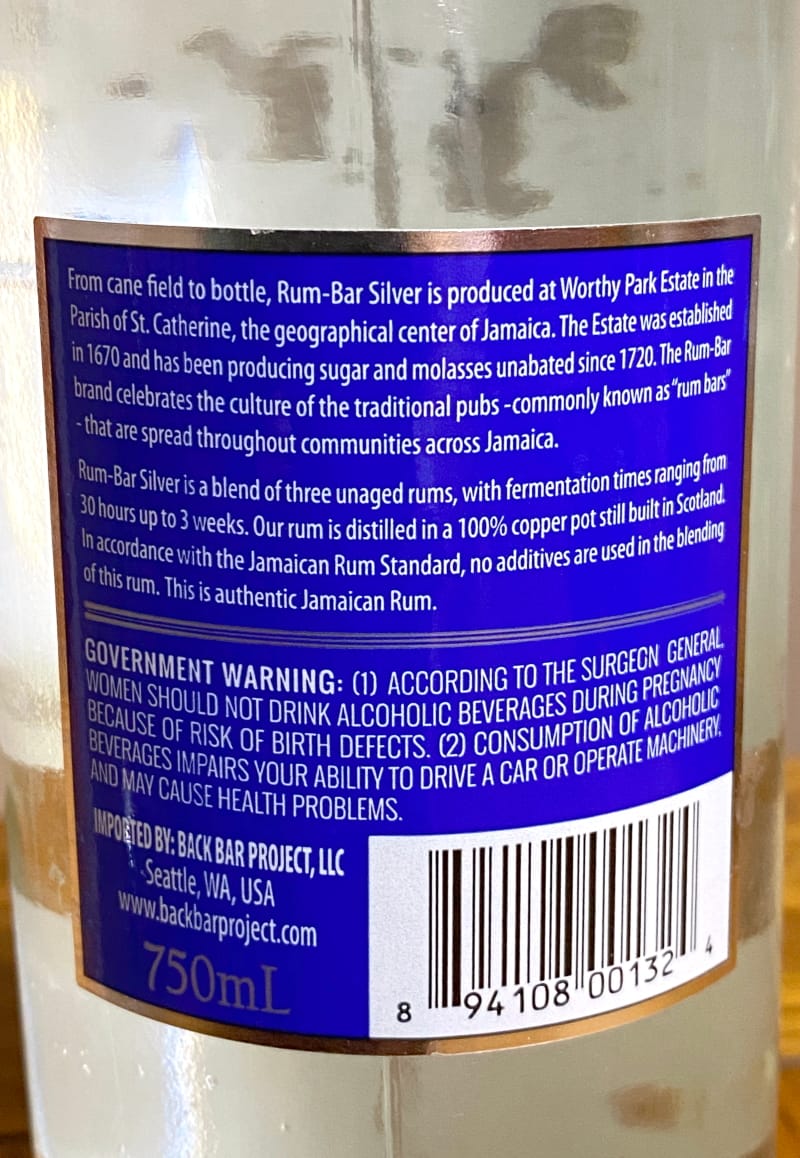 From cane field to bottle, Rum-Bar Silver is produced at Worthy Park Estate in the
Parish of St. Catherine, the geographical center of Jamaica. The Estate was established
in 1670 and has been producing sugar and molasses unabated since 1720. The Rum-Bar
brand celebrates the culture of the traditional pubs -commonly known as “rum bars”
- that are spread throughout communities across Jamaica.
Rum-Bar Silver is a blend of three unaged rums, with fermentation times ranging from
30 hours up to 3 weeks. Our rum is distilled in a 100% copper pot still built in Scotland.
In accordance with the Jamaican Rum Standard, no additives are used in the blending
of this rum. This is authentic Jamaican Rum.
GOVERNMENT WARNING: (1) ACCORDING TO THE SURGEON GENERAL,
WOMEN SHOULD NOT DRINK ALCOHOLIC BEVERAGES DURING PREGNANCY
BECAUSE OF RISK OF BIRTH DEFECTS. (2) CONSUMPTION OF ALCOHOLIC
BEVERAGES IMPAIRS YOUR ABILITY TO DRIVE A CAR OR OPERATE MACHINERY,
AND MAY CAUSE HEALTH PROBLEMS.
IMPORTED BY: BACK BAR PROJECT, LLC
Seattle, WA, USA
www.backbarproject.com
750mL
8 94108 00132 4